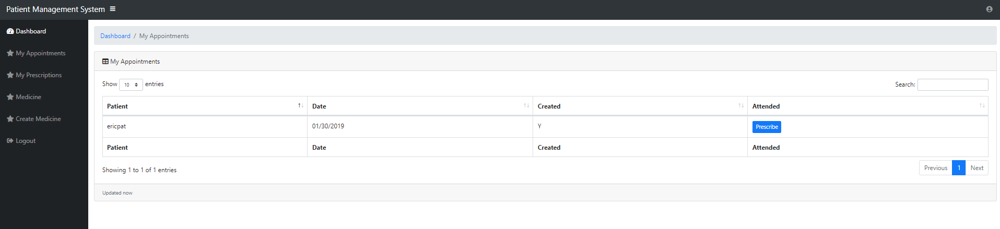 Patient Management System
Dashboard
My Appointments
My Prescriptions
Medicine
Create Medicine
Logout
Dashboard / My Appointments
My Appointments
Show 10 entries
Search:
Patient Date Created Attended
ericpat 01/30/2019 Y Prescribe
Patient Date Created Attended
Showing 1 to 1 of 1 entries
Previous 1 Next
Updated now